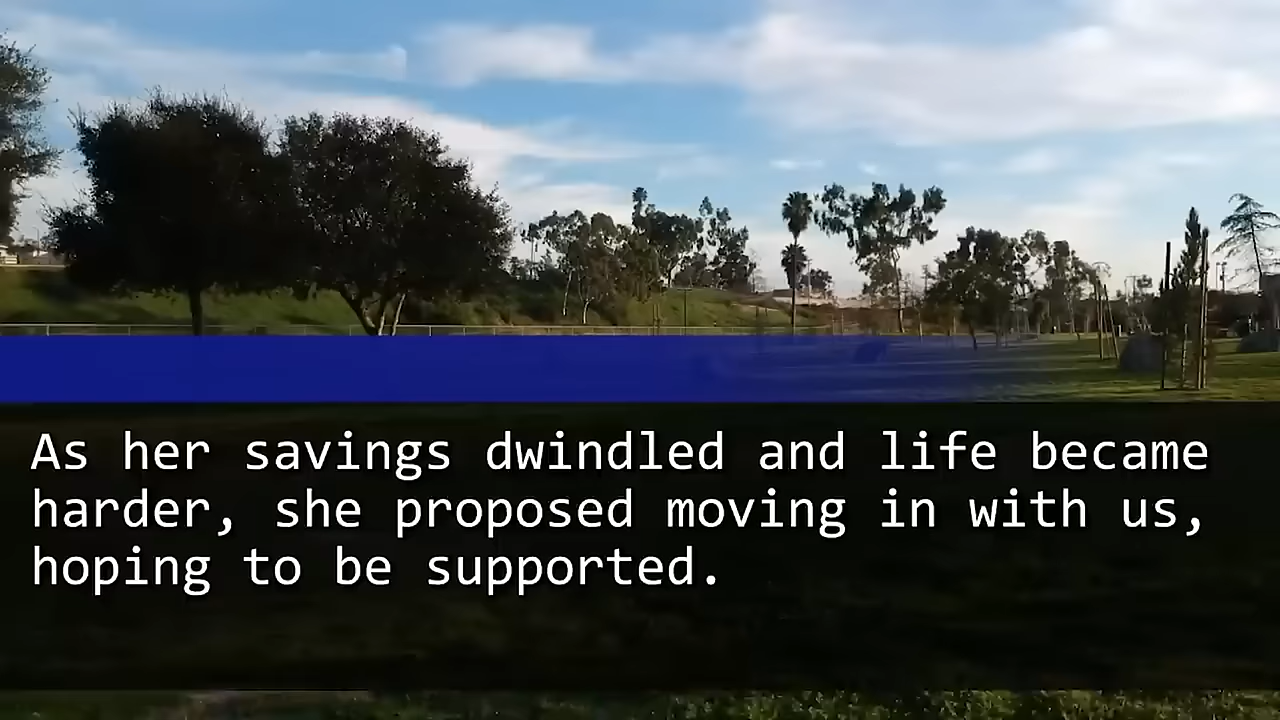 As her savings dwindled and life became
harder, she proposed moving in with us,
hoping to be supported.